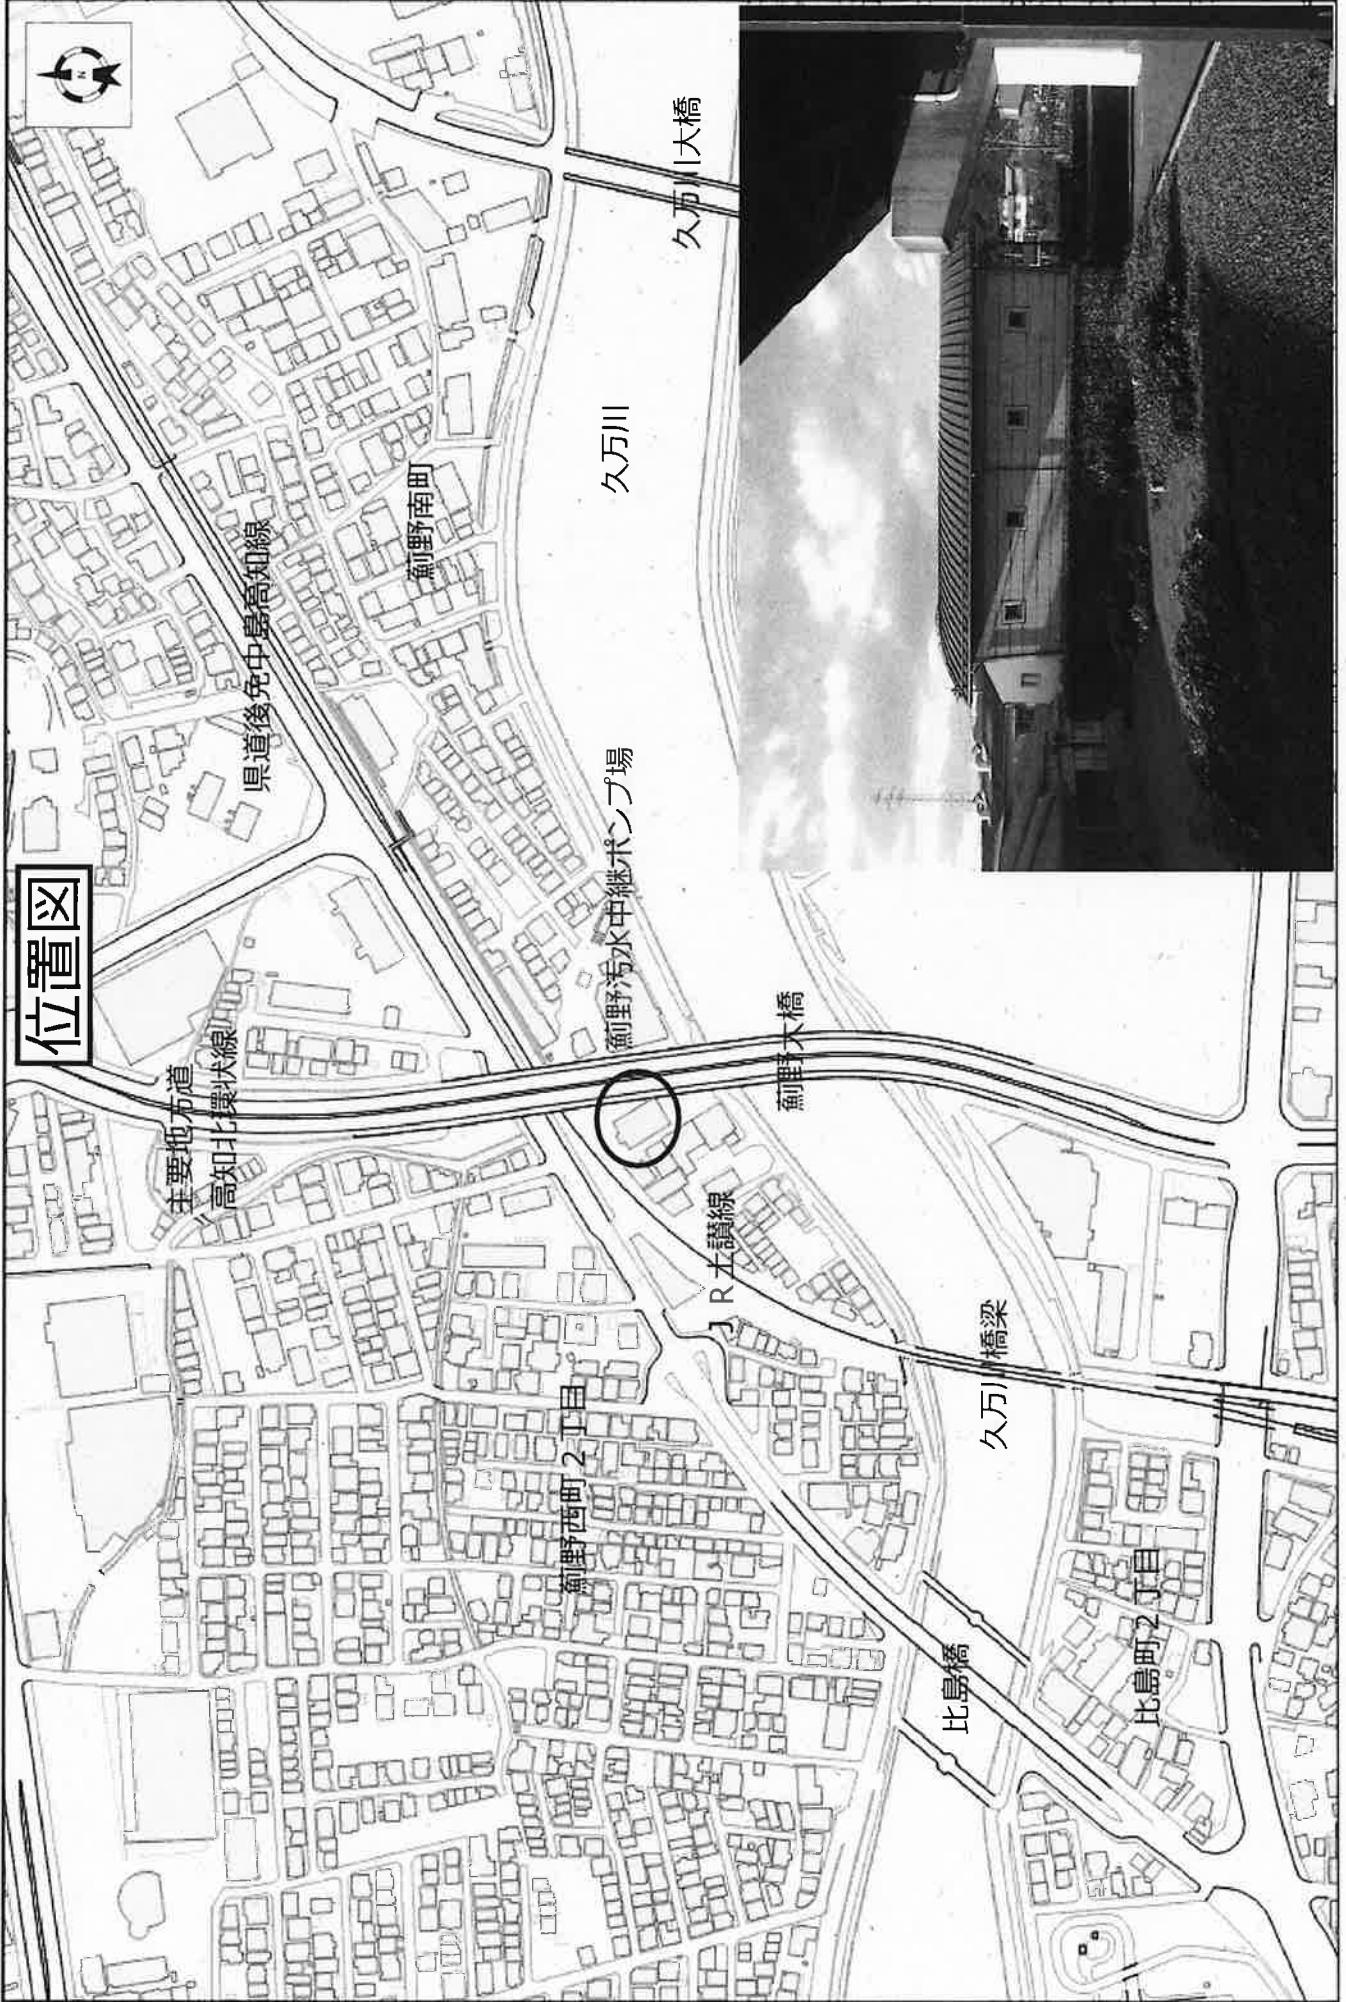 位置図
N
主要地方道
高知北環状線
県道後免中島高知線
薊野南町
久万川
久万川大橋
薊野汚水中継ポンプ場
薊野大橋
JR土讃線
薊野西町2丁目
久万川橋梁
比島橋
比島町2丁目